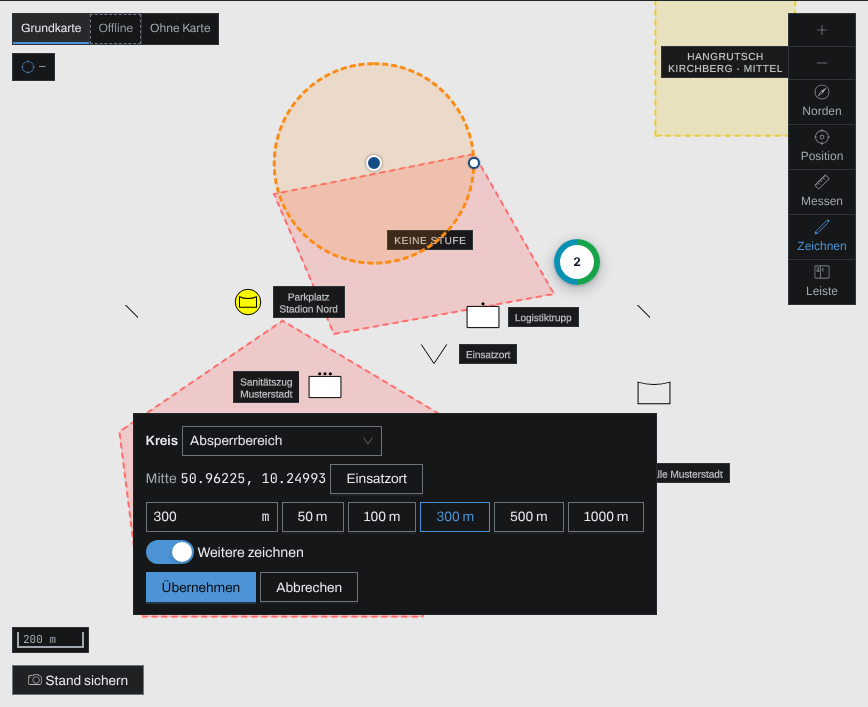 Grundkarte Offline Ohne Karte
–
HANGRUTSCH
KIRCHBERG · MITTEL
+
–
Norden
Position
Messen
Zeichnen
Leiste
KEINE STUFE
2
Parkplatz
Stadion Nord
Logistiktrupp
Einsatzort
Sanitätszug
Musterstadt
lle Musterstadt
Kreis Absperrbereich
Mitte 50.96225, 10.24993 Einsatzort
300 m 50 m 100 m 300 m 500 m 1000 m
Weitere zeichnen
Übernehmen Abbrechen
200 m
Stand sichern